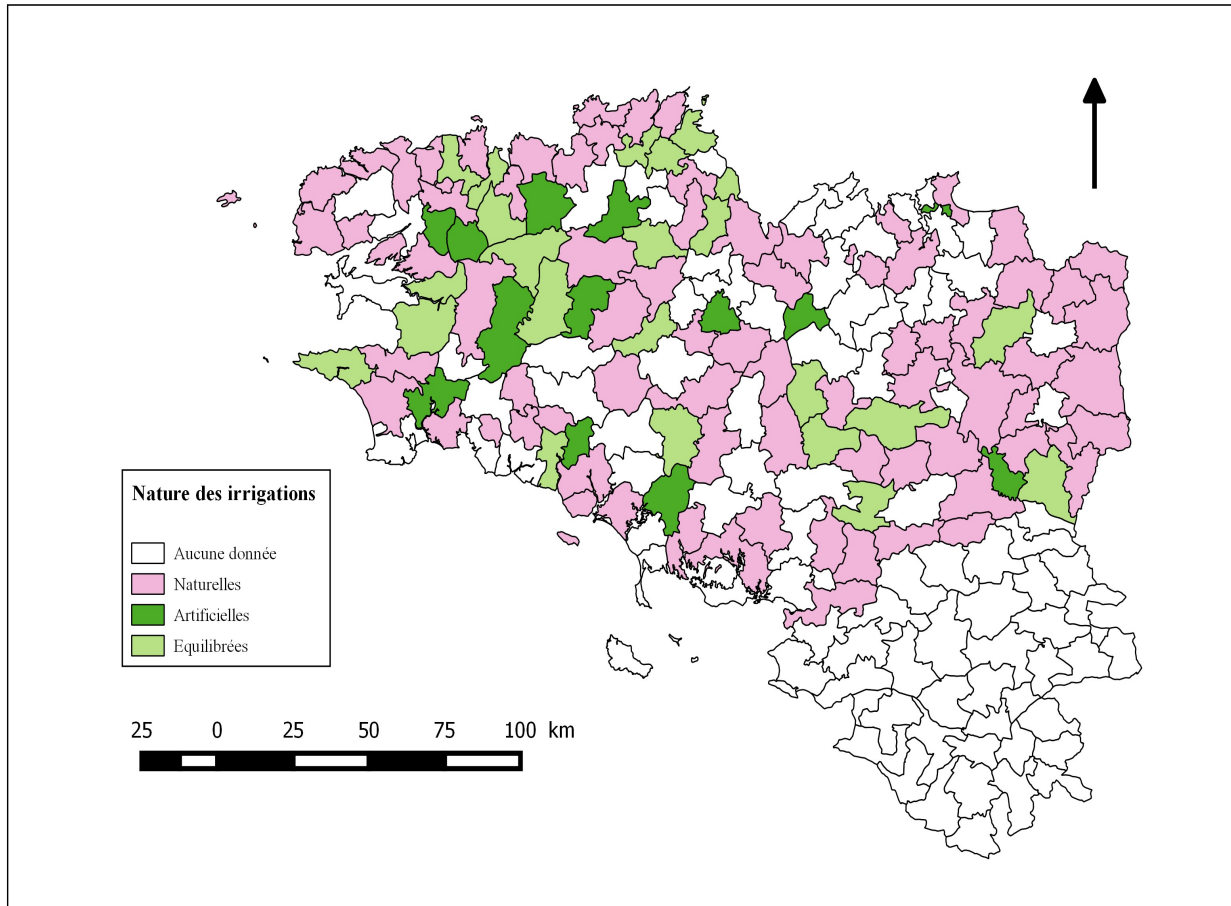 Nature des irrigations
Aucune donnée
Naturelles
Artificielles
Equilibrées
25 0 25 50 75 100 km